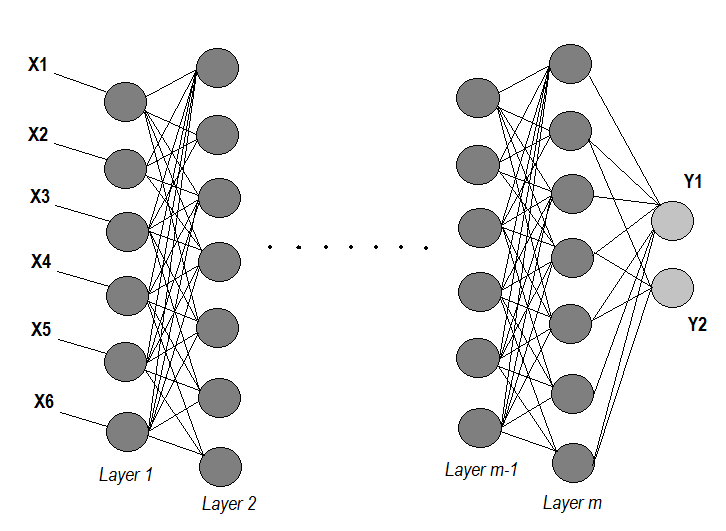 X1
X2
X3
X4
X5
X6
Layer 1
Layer 2
Layer m-1
Layer m
Y1
Y2